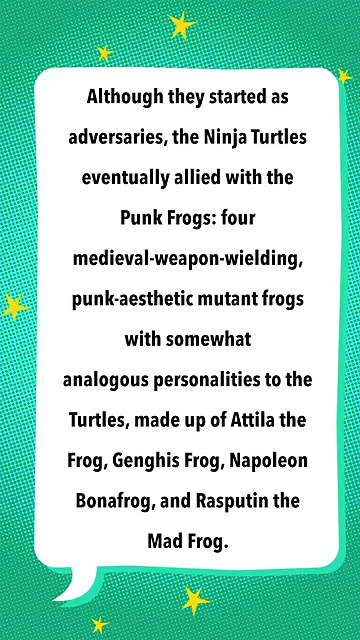 Although they started as
adversaries, the Ninja Turtles
eventually allied with the
Punk Frogs: four
medieval-weapon-wielding,
punk-aesthetic mutant frogs
with somewhat
analogous personalities to the
Turtles, made up of Attila the
Frog, Genghis Frog, Napoleon
Bonafrog, and Rasputin the
Mad Frog.